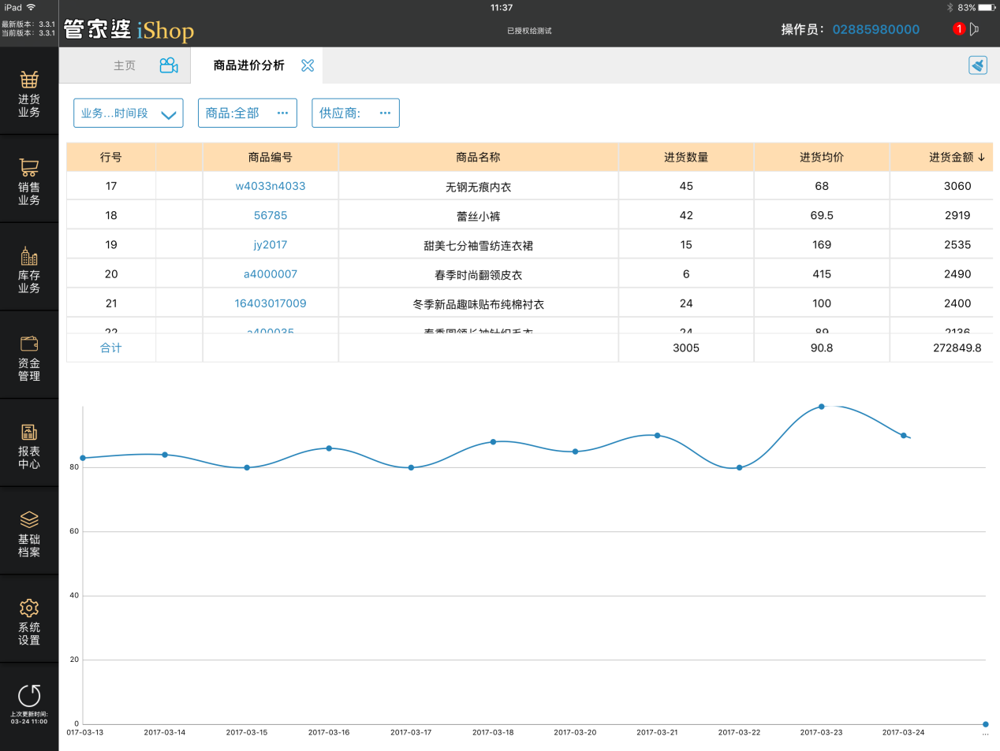 iPad
11:37
83%
最新版本：3.3.1
当前版本：3.3.1
管家婆 iShop
已授权给测试
操作员：02885980000
1
主页
商品进价分析
进货
业务
销售
业务
库存
业务
资金
管理
报表
中心
基础
档案
系统
设置
上次更新时间:
03-24 11:00
业务...时间段
商品:全部 ...
供应商: ...
行号 商品编号 商品名称 进货数量 进货均价 进货金额↓
17 w4033n4033 无钢无痕内衣 45 68 3060
18 56785 蕾丝小裤 42 69.5 2919
19 jy2017 甜美七分袖雪纺连衣裙 15 169 2535
20 a4000007 春季时尚翻领皮衣 6 415 2490
21 16403017009 冬季新品趣味贴布纯棉衬衣 24 100 2400
22 a400035 春季圆领长袖针织毛衣 24 89 2136
合计 3005 90.8 272849.8
80
60
40
20
0
017-03-13 2017-03-14 2017-03-15 2017-03-16 2017-03-17 2017-03-18 2017-03-20 2017-03-21 2017-03-22 2017-03-23 2017-03-24 ...